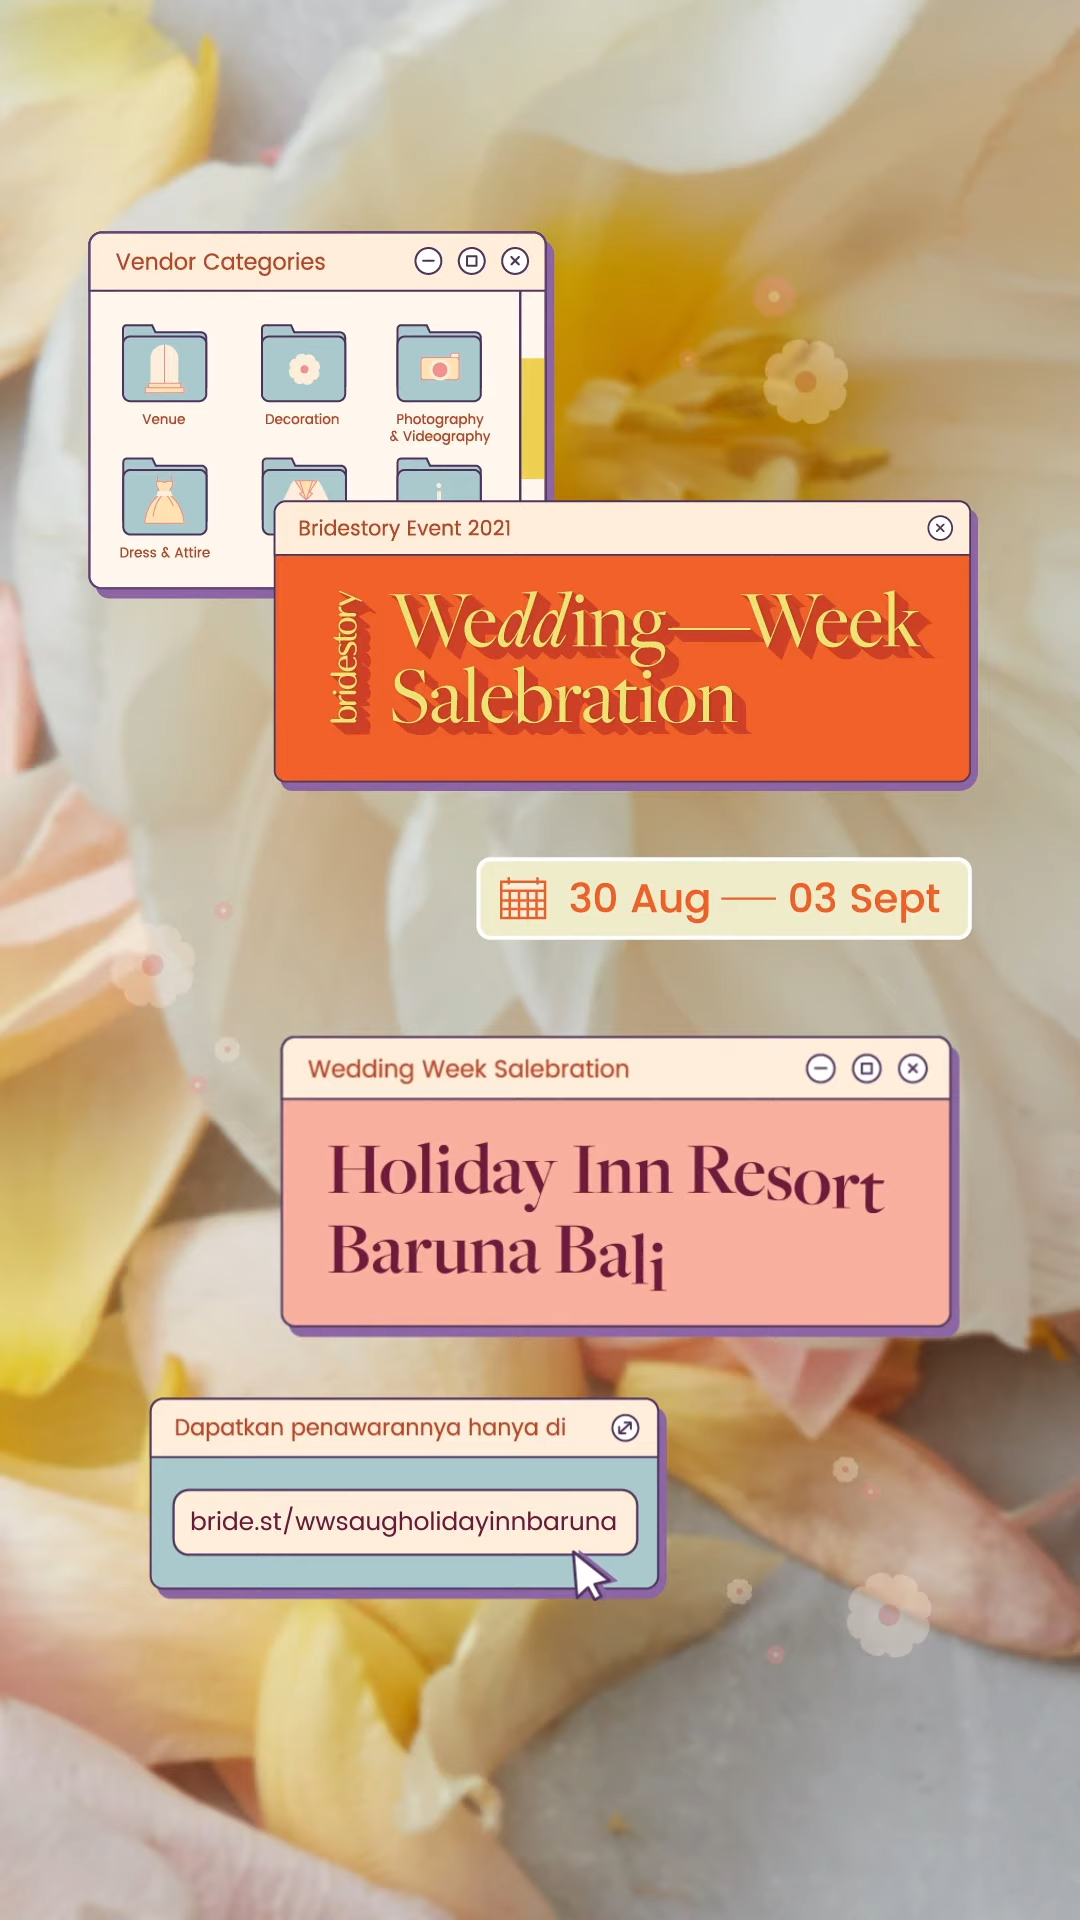 Vendor Categories
Venue
Decoration
Photography
& Videography
Dress & Attire
Bridestory Event 2021
bridestory
Wedding—Week
Salebration
30 Aug — 03 Sept
Wedding Week Salebration
Holiday Inn Resort
Baruna Bali
Dapatkan penawarannya hanya di
bride.st/wwsaugholidayinnbaruna